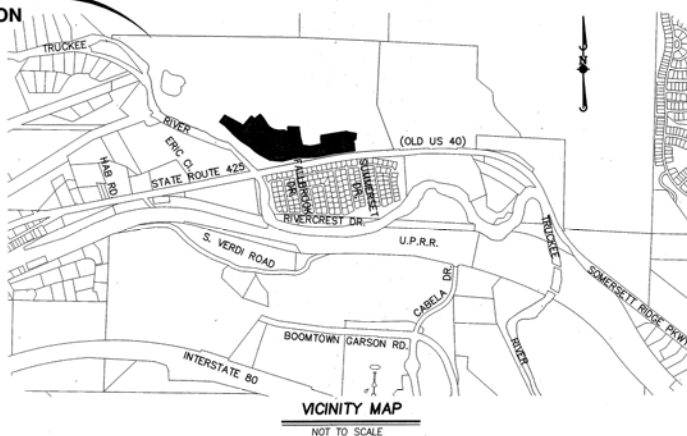 ON
TRUCKEE
N
RIVER
(OLD US 40)
ERIC CL.
STATE ROUTE 425
HAB RD.
FALLBROOK DR.
SUMMERSET DR.
RIVERCREST DR.
TRUCKEE
U.P.R.R.
S. VERDI ROAD
CABELA DR.
SOMERSETT RIDGE PKWY
BOOMTOWN GARSON RD.
RIVER
INTERSTATE 80
VICINITY MAP
NOT TO SCALE